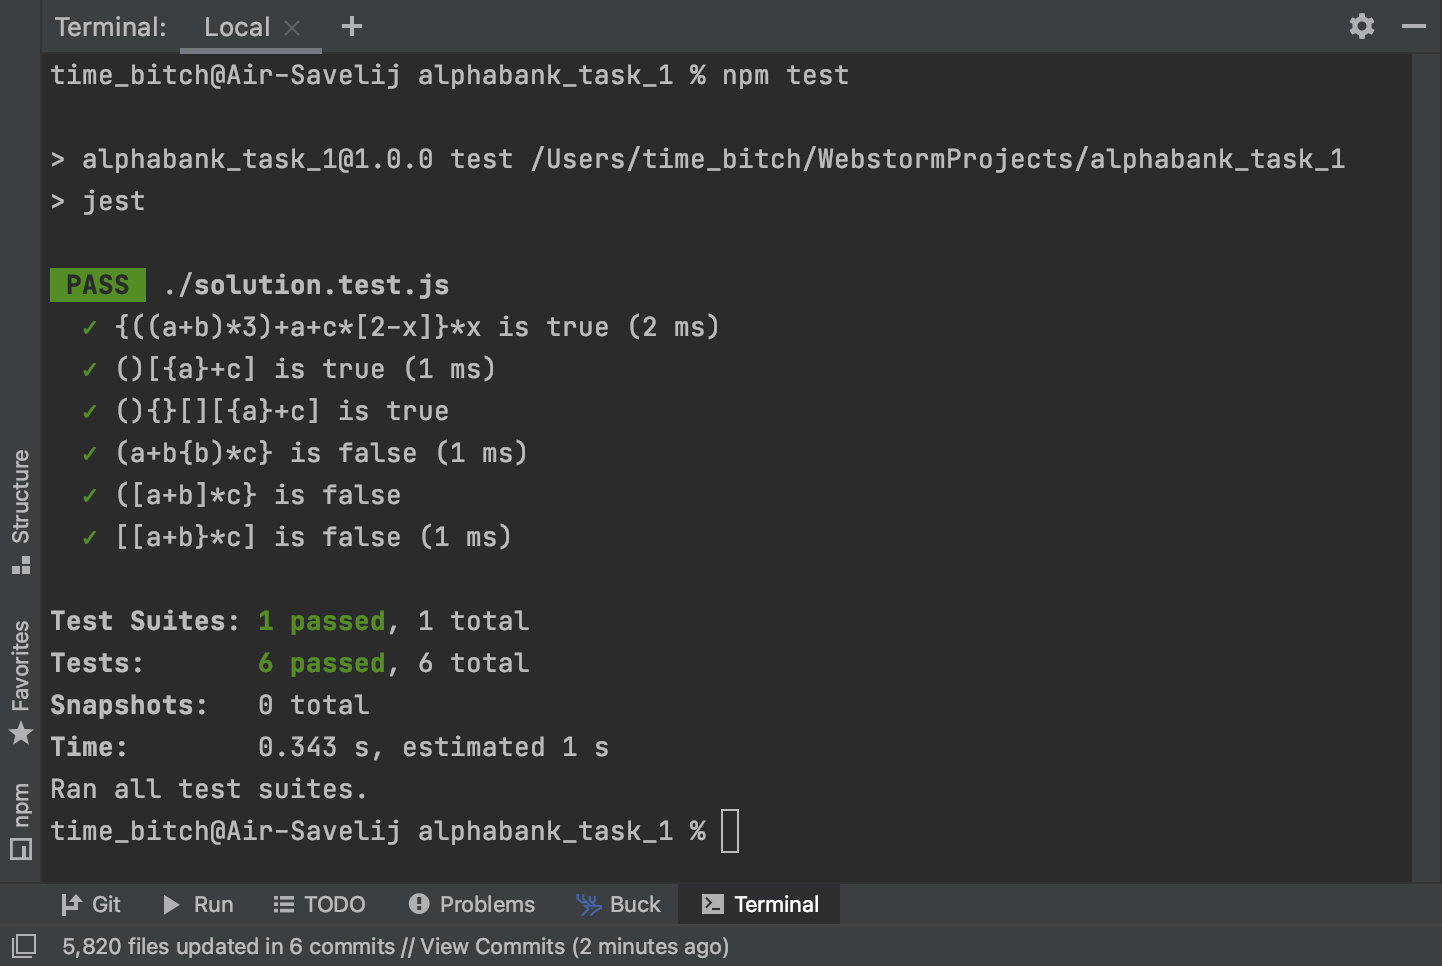 Terminal: Local
time_bitch@Air-Savelij alphabank_task_1 % npm test
> alphabank_task_1@1.0.0 test /Users/time_bitch/WebstormProjects/alphabank_task_1
> jest
PASS ./solution.test.js
✓ {((a+b)*3)+a+c*[2-x]}*x is true (2 ms)
✓ ()[{a}+c] is true (1 ms)
✓ (){}[][{a}+c] is true
✓ (a+b{b)*c} is false (1 ms)
✓ ([a+b]*c} is false
✓ [[a+b}*c] is false (1 ms)
Test Suites: 1 passed, 1 total
Tests: 6 passed, 6 total
Snapshots: 0 total
Time: 0.343 s, estimated 1 s
Ran all test suites.
time_bitch@Air-Savelij alphabank_task_1 %
Structure
Favorites
npm
Git Run TODO Problems Buck Terminal
5,820 files updated in 6 commits // View Commits (2 minutes ago)